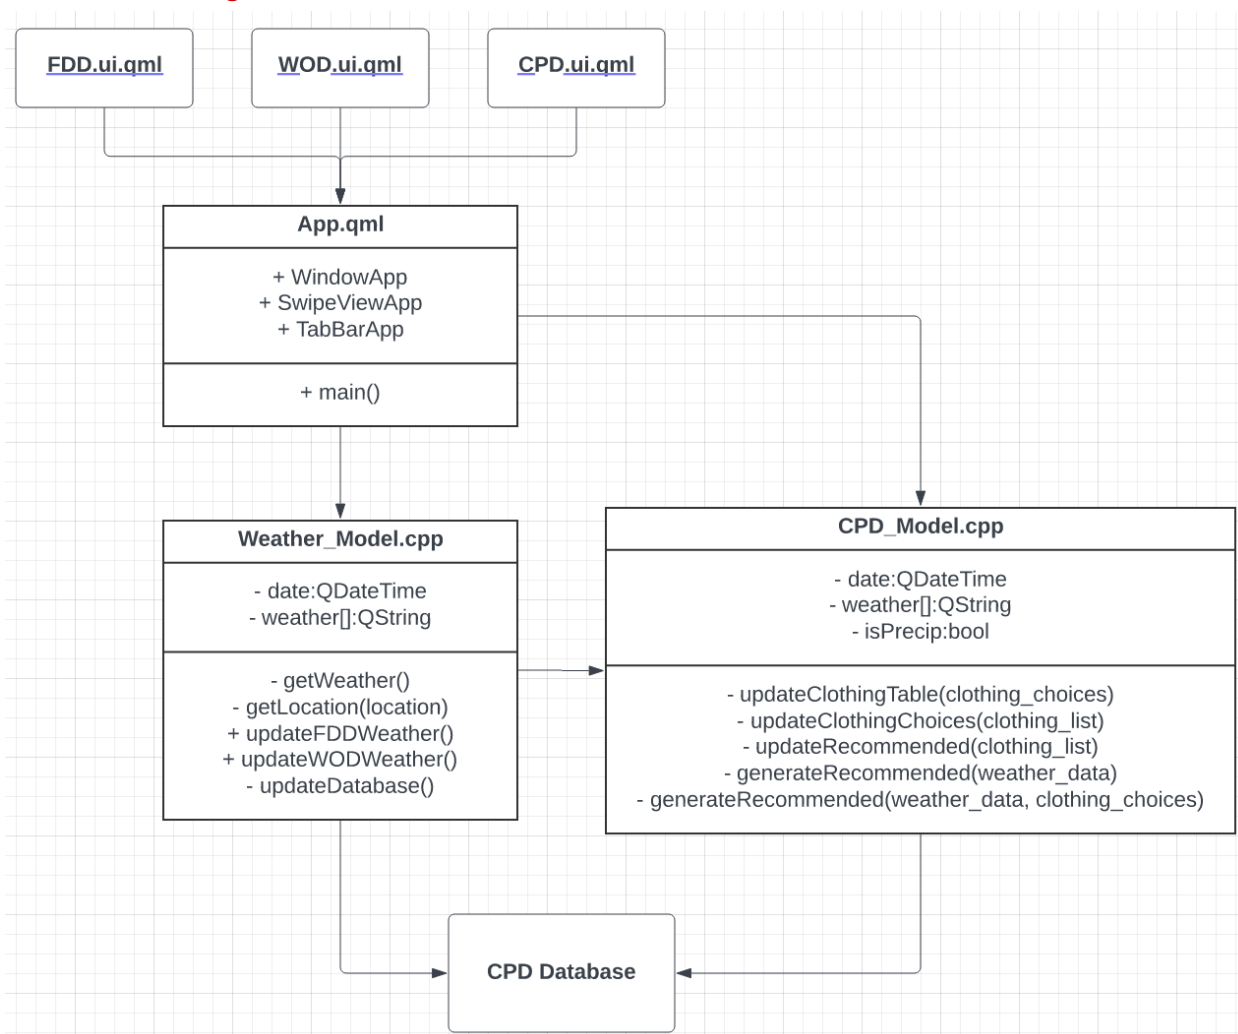 FDD.ui.qml
WOD.ui.qml
CPD.ui.qml
App.qml
+ WindowApp
+ SwipeViewApp
+ TabBarApp
+ main()
Weather_Model.cpp
- date:QDateTime
- weather[]:QString
- getWeather()
- getLocation(location)
+ updateFDDWeather()
+ updateWODWeather()
- updateDatabase()
CPD_Model.cpp
- date:QDateTime
- weather[]:QString
- isPrecip:bool
- updateClothingTable(clothing_choices)
- updateClothingChoices(clothing_list)
- updateRecommended(clothing_list)
- generateRecommended(weather_data)
- generateRecommended(weather_data, clothing_choices)
CPD Database